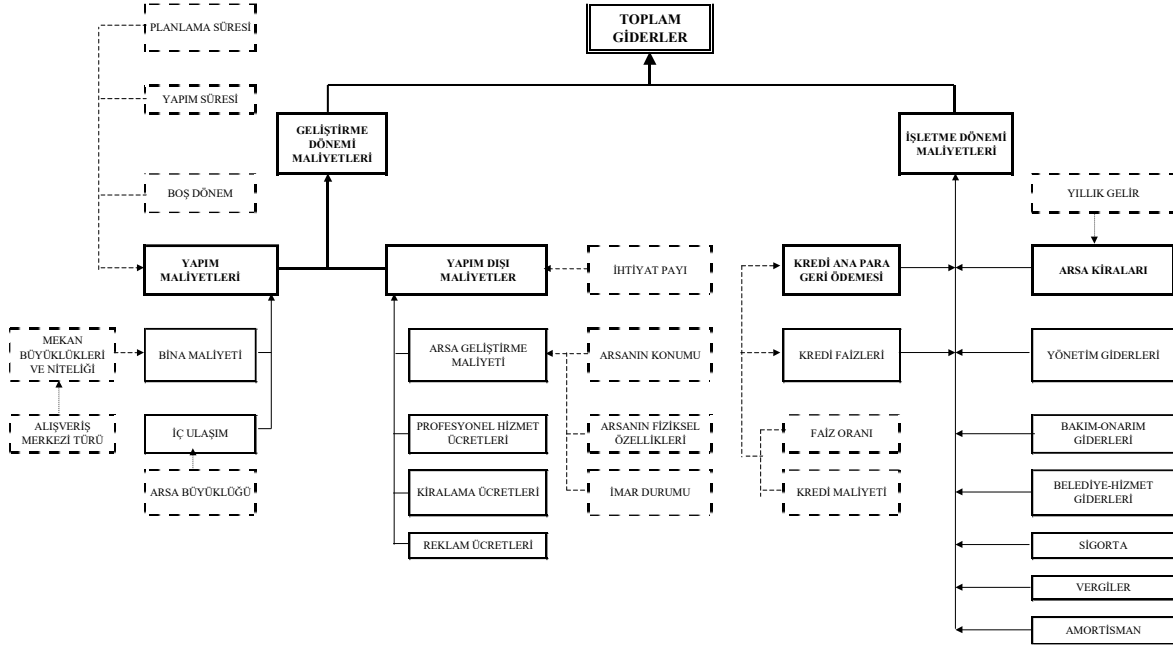 TOPLAM
GİDERLER
PLANLAMA SÜRESİ
YAPIM SÜRESİ
BOŞ DÖNEM
GELİŞTİRME
DÖNEMİ
MALİYETLERİ
İŞLETME DÖNEMİ
MALİYETLERİ
YILLIK GELİR
YAPIM
MALİYETLERİ
YAPIM DIŞI
MALİYETLER
İHTİYAT PAYI
KREDİ ANA PARA
GERİ ÖDEMESİ
ARSA KİRALARI
MEKAN
BÜYÜKLÜKLERİ
VE NİTELİĞİ
BİNA MALİYETİ
ARSA GELİŞTİRME
MALİYETİ
ARSANIN KONUMU
KREDİ FAİZLERİ
YÖNETİM GİDERLERİ
ALIŞVERİŞ
MERKEZİ TÜRÜ
İÇ ULAŞIM
PROFESYONEL HİZMET
ÜCRETLERİ
ARSANIN FİZİKSEL
ÖZELLİKLERİ
FAİZ ORANI
BAKIM-ONARIM
GİDERLERİ
ARSA BÜYÜKLÜĞÜ
KİRALAMA ÜCRETLERİ
İMAR DURUMU
KREDİ MALİYETİ
BELEDİYE-HİZMET
GİDERLERİ
REKLAM ÜCRETLERİ
SİGORTA
VERGİLER
AMORTİSMAN